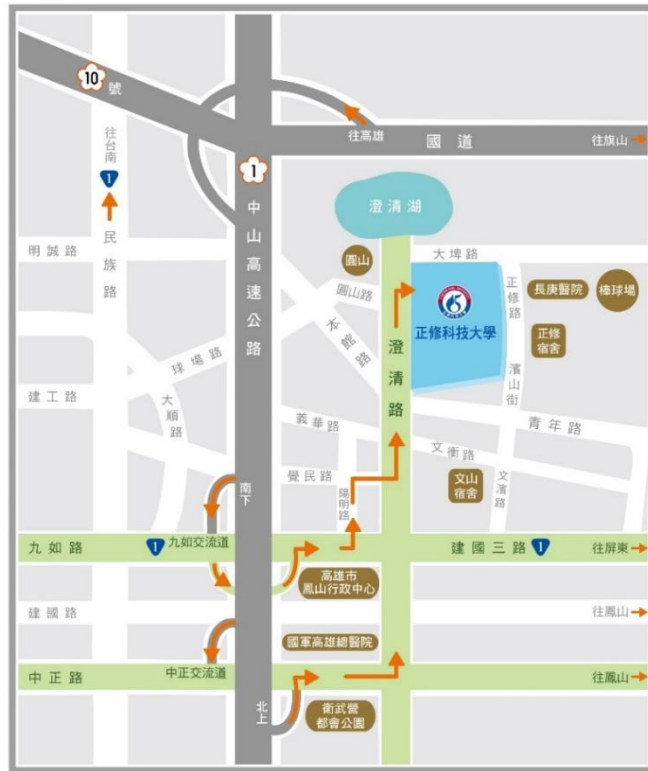 10
號
往台南
1
民族路
往高雄
國道
往旗山
1
中山高速公路
澄清湖
明誠路
圓山
圓山路
本館路
大埤路
正修科技大學
正修路
長庚醫院
棒球場
正修
宿舍
濱山街
球場路
澄清路
建工路
大順路
義華路
青年路
文衡路
覺民路
陽明路
文山
宿舍
文濱路
南下
九如路
1
九如交流道
建國三路
1
往屏東
高雄市
鳳山行政中心
建國路
往鳳山
國軍高雄總醫院
中正路
中正交流道
往鳳山
北上
衛武營
都會公園